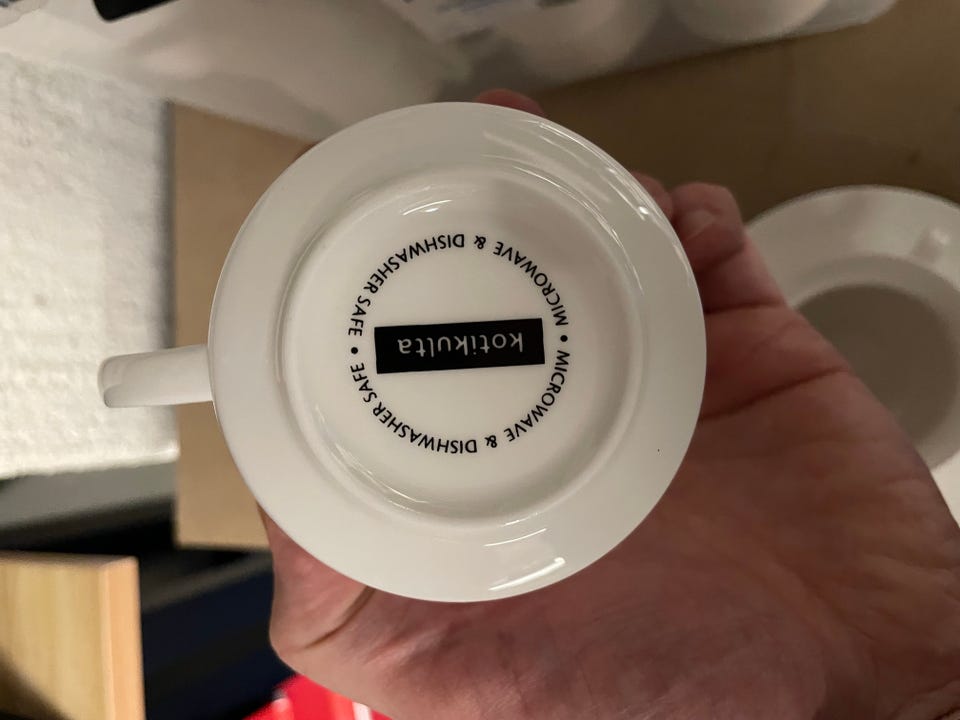 MICROWAVE & DISHWASHER SAFE •
kotikulta
MICROWAVE & DISHWASHER SAFE •